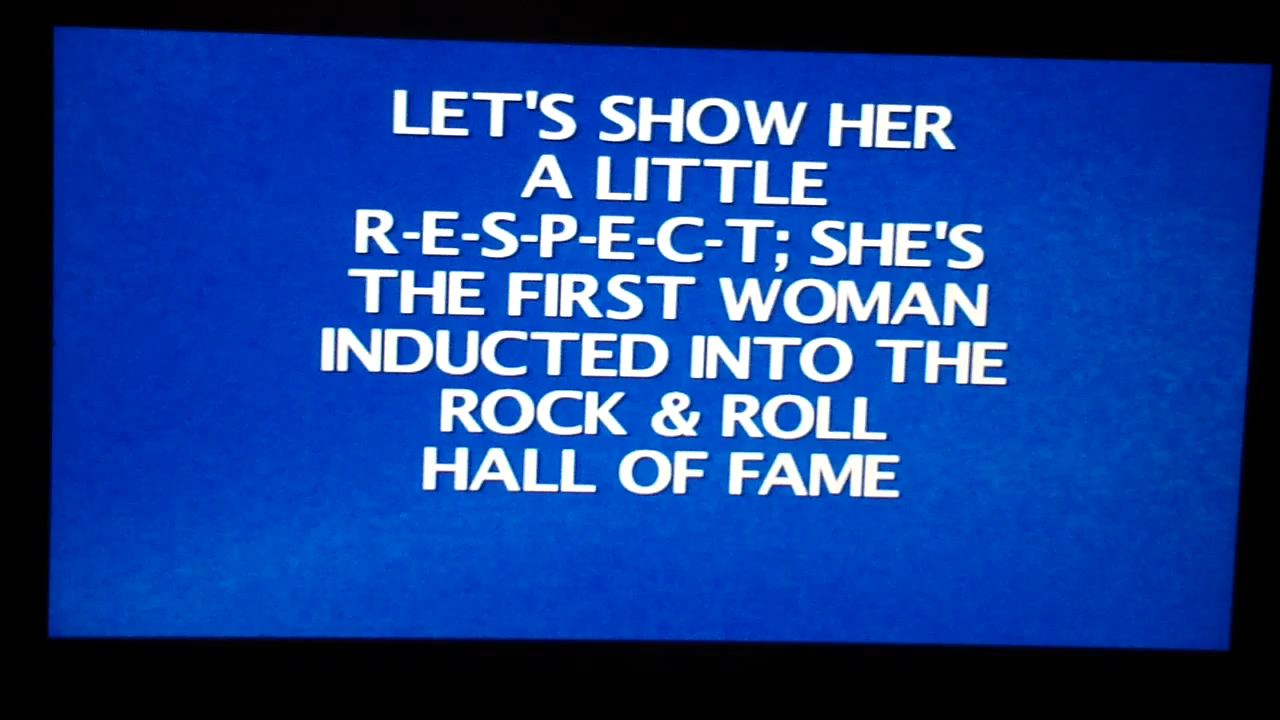 LET'S SHOW HER
A LITTLE
R-E-S-P-E-C-T; SHE'S
THE FIRST WOMAN
INDUCTED INTO THE
ROCK & ROLL
HALL OF FAME